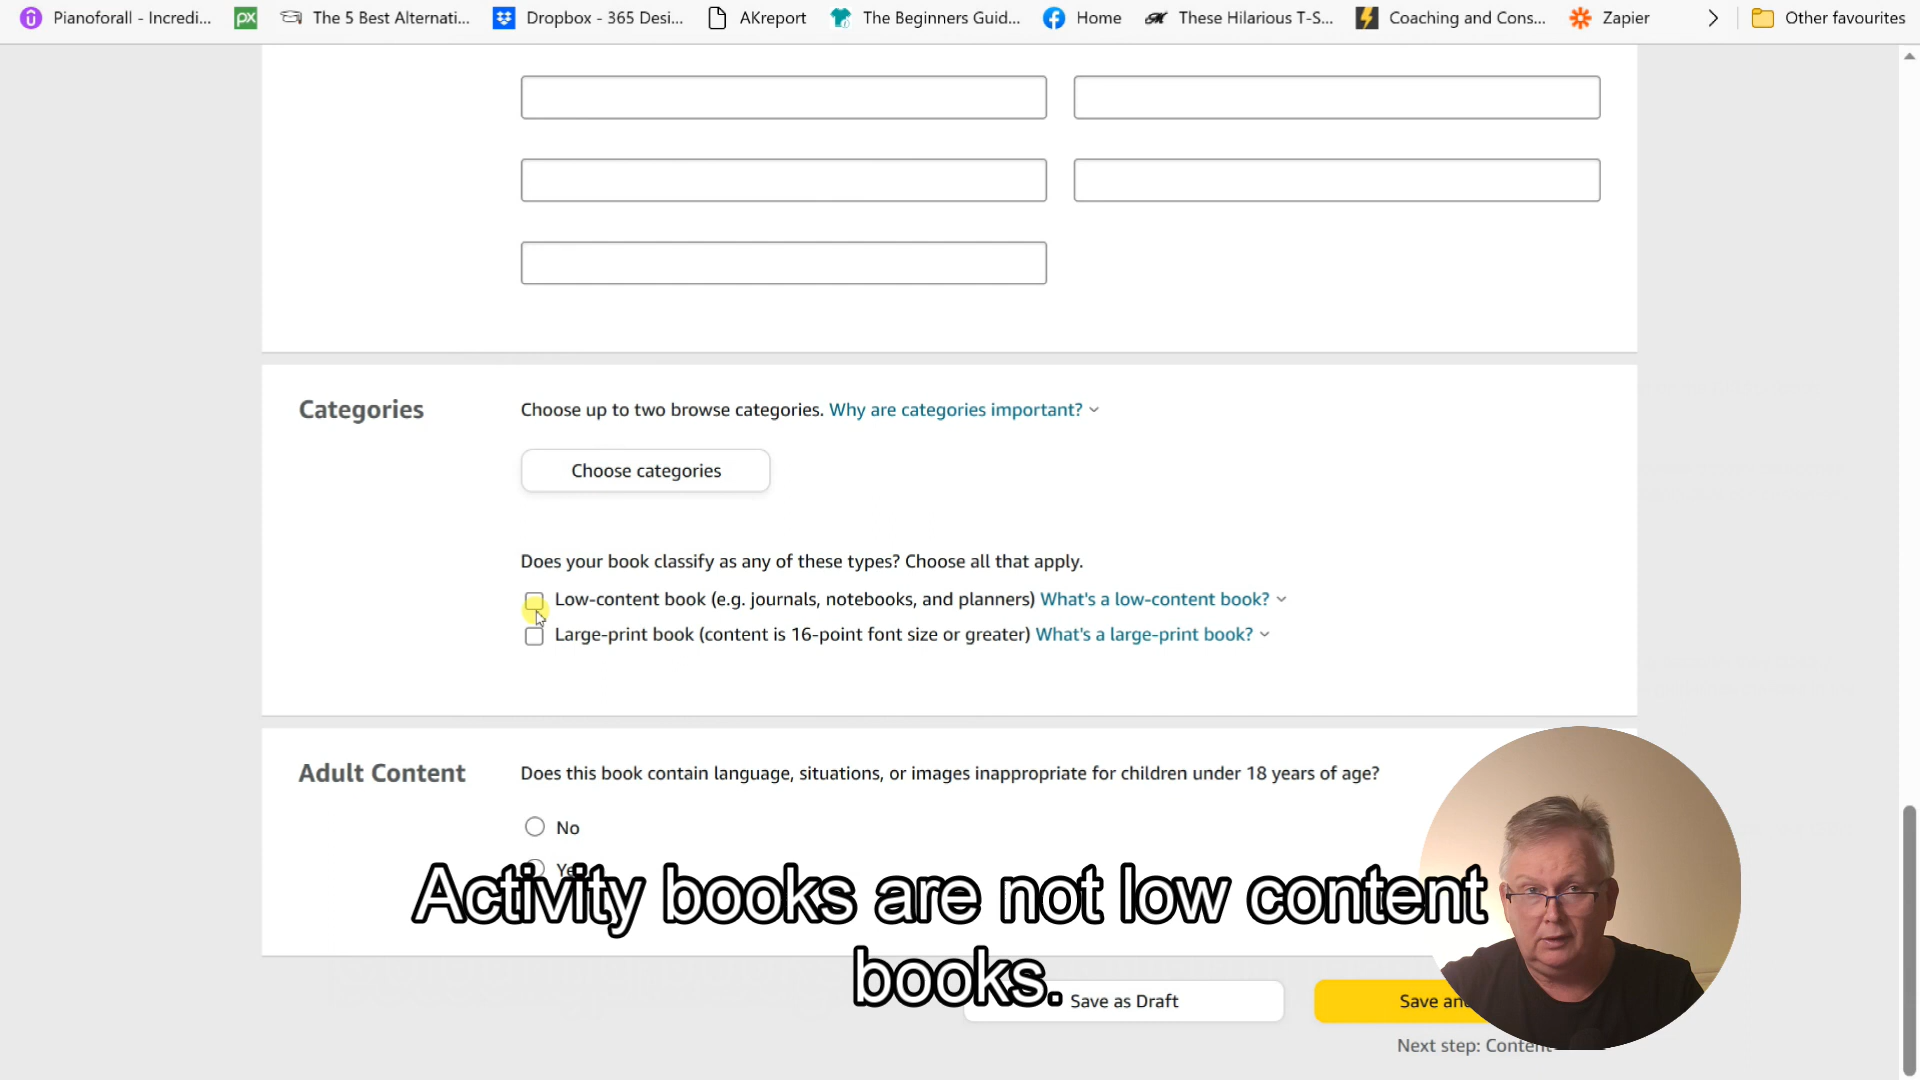 Pianoforall - Incredi...
The 5 Best Alternati...
Dropbox - 365 Desi...
AKreport
The Beginners Guid...
Home
These Hilarious T-S...
Coaching and Cons...
Zapier
Other favourites
Categories
Choose up to two browse categories. Why are categories important?
Choose categories
Does your book classify as any of these types? Choose all that apply.
Low-content book (e.g. journals, notebooks, and planners) What's a low-content book?
Large-print book (content is 16-point font size or greater) What's a large-print book?
Adult Content
Does this book contain language, situations, or images inappropriate for children under 18 years of age?
No
Activity books are not low content
books.
Save as Draft
Save
Next step: Content